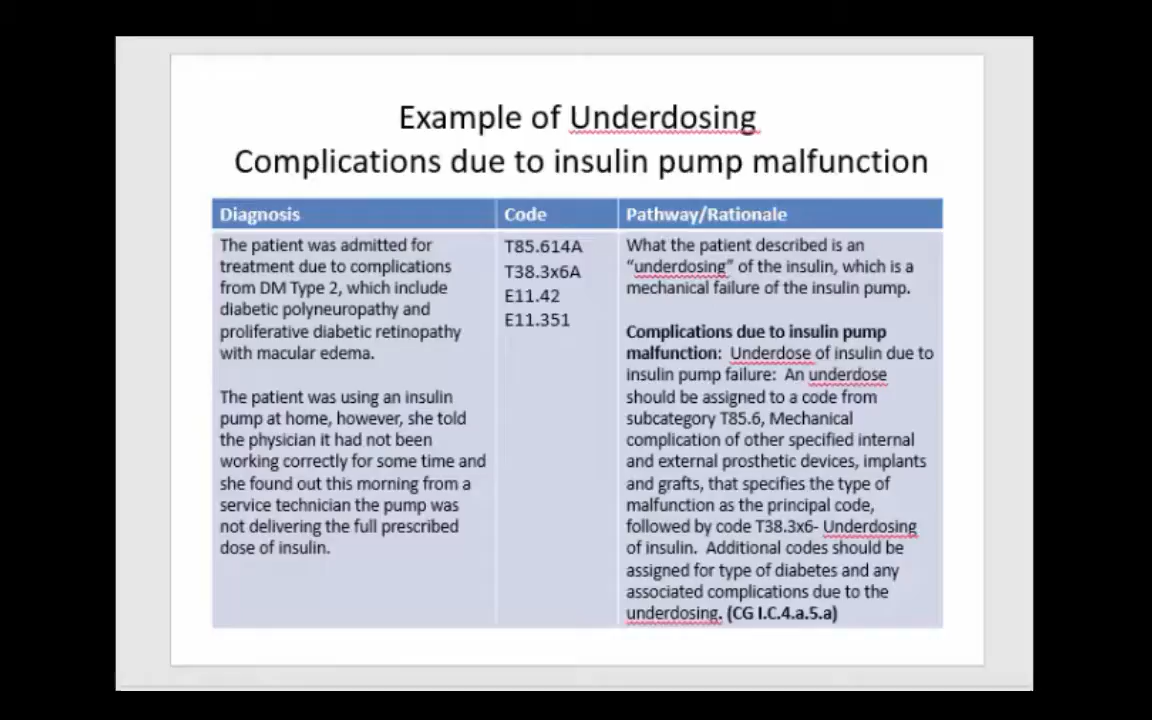 Example of Underdosing
Complications due to insulin pump malfunction
Diagnosis
Code
Pathway/Rationale
The patient was admitted for
treatment due to complications
from DM Type 2, which include
diabetic polyneuropathy and
proliferative diabetic retinopathy
with macular edema.
The patient was using an insulin
pump at home, however, she told
the physician it had not been
working correctly for some time and
she found out this morning from a
service technician the pump was
not delivering the full prescribed
dose of insulin.
T85.614A
T38.3x6A
E11.42
E11.351
What the patient described is an
“underdosing” of the insulin, which is a
mechanical failure of the insulin pump.
Complications due to insulin pump
malfunction: Underdose of insulin due to
insulin pump failure: An underdose
should be assigned to a code from
subcategory T85.6, Mechanical
complication of other specified internal
and external prosthetic devices, implants
and grafts, that specifies the type of
malfunction as the principal code,
followed by code T38.3x6- Underdosing
of insulin. Additional codes should be
assigned for type of diabetes and any
associated complications due to the
underdosing. (CG I.C.4.a.5.a)